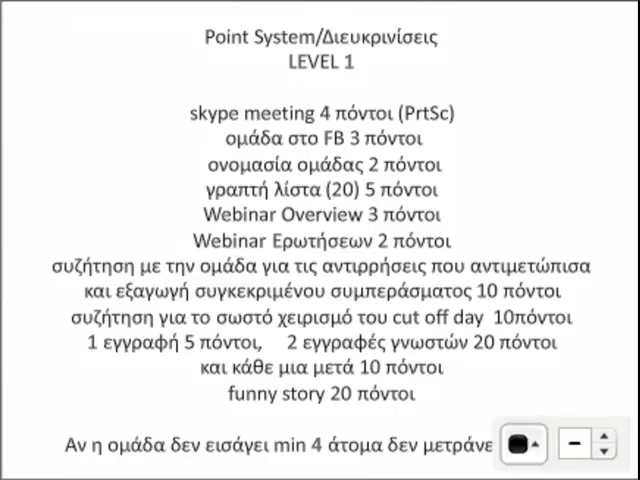 Point System/Διευκρινίσεις
LEVEL 1
skype meeting 4 πόντοι (PrtSc)
ομάδα στο FB 3 πόντοι
ονομασία ομάδας 2 πόντοι
γραπτή λίστα (20) 5 πόντοι
Webinar Overview 3 πόντοι
Webinar Ερωτήσεων 2 πόντοι
συζήτηση με την ομάδα για τις αντιρρήσεις που αντιμετώπισα
και εξαγωγή συγκεκριμένου συμπεράσματος 10 πόντοι
συζήτηση για το σωστό χειρισμό του cut off day 10πόντοι
1 εγγραφή 5 πόντοι, 2 εγγραφές γνωστών 20 πόντοι
και κάθε μια μετά 10 πόντοι
funny story 20 πόντοι
Αν η ομάδα δεν εισάγει min 4 άτομα δεν